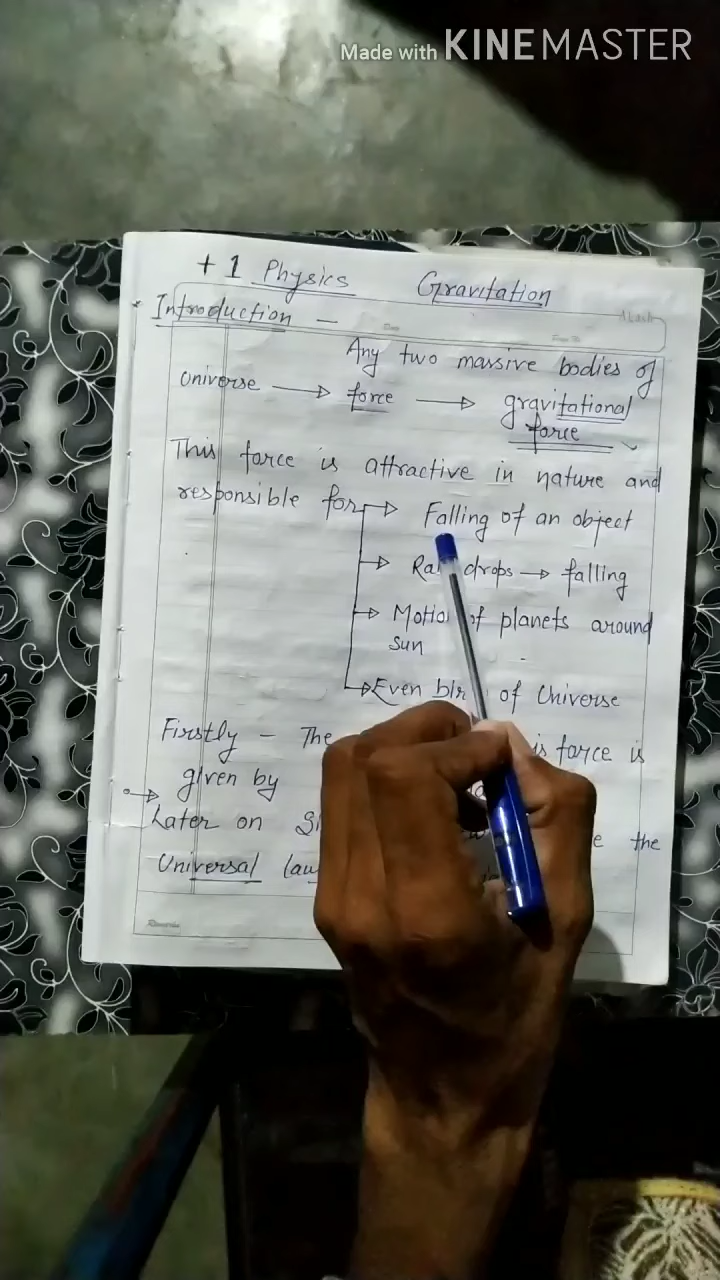 Made with KINEMASTER
+1 Physics Gravitation
Introduction -
Any two massive bodies of
Universe → force → gravitational
force
This force is attractive in nature and
responsible for → Falling of an object
→ drops → falling
→ of planets around
sun
→ Even of Universe
Firstly - The is force is
given by
→ Later on the
Universal law